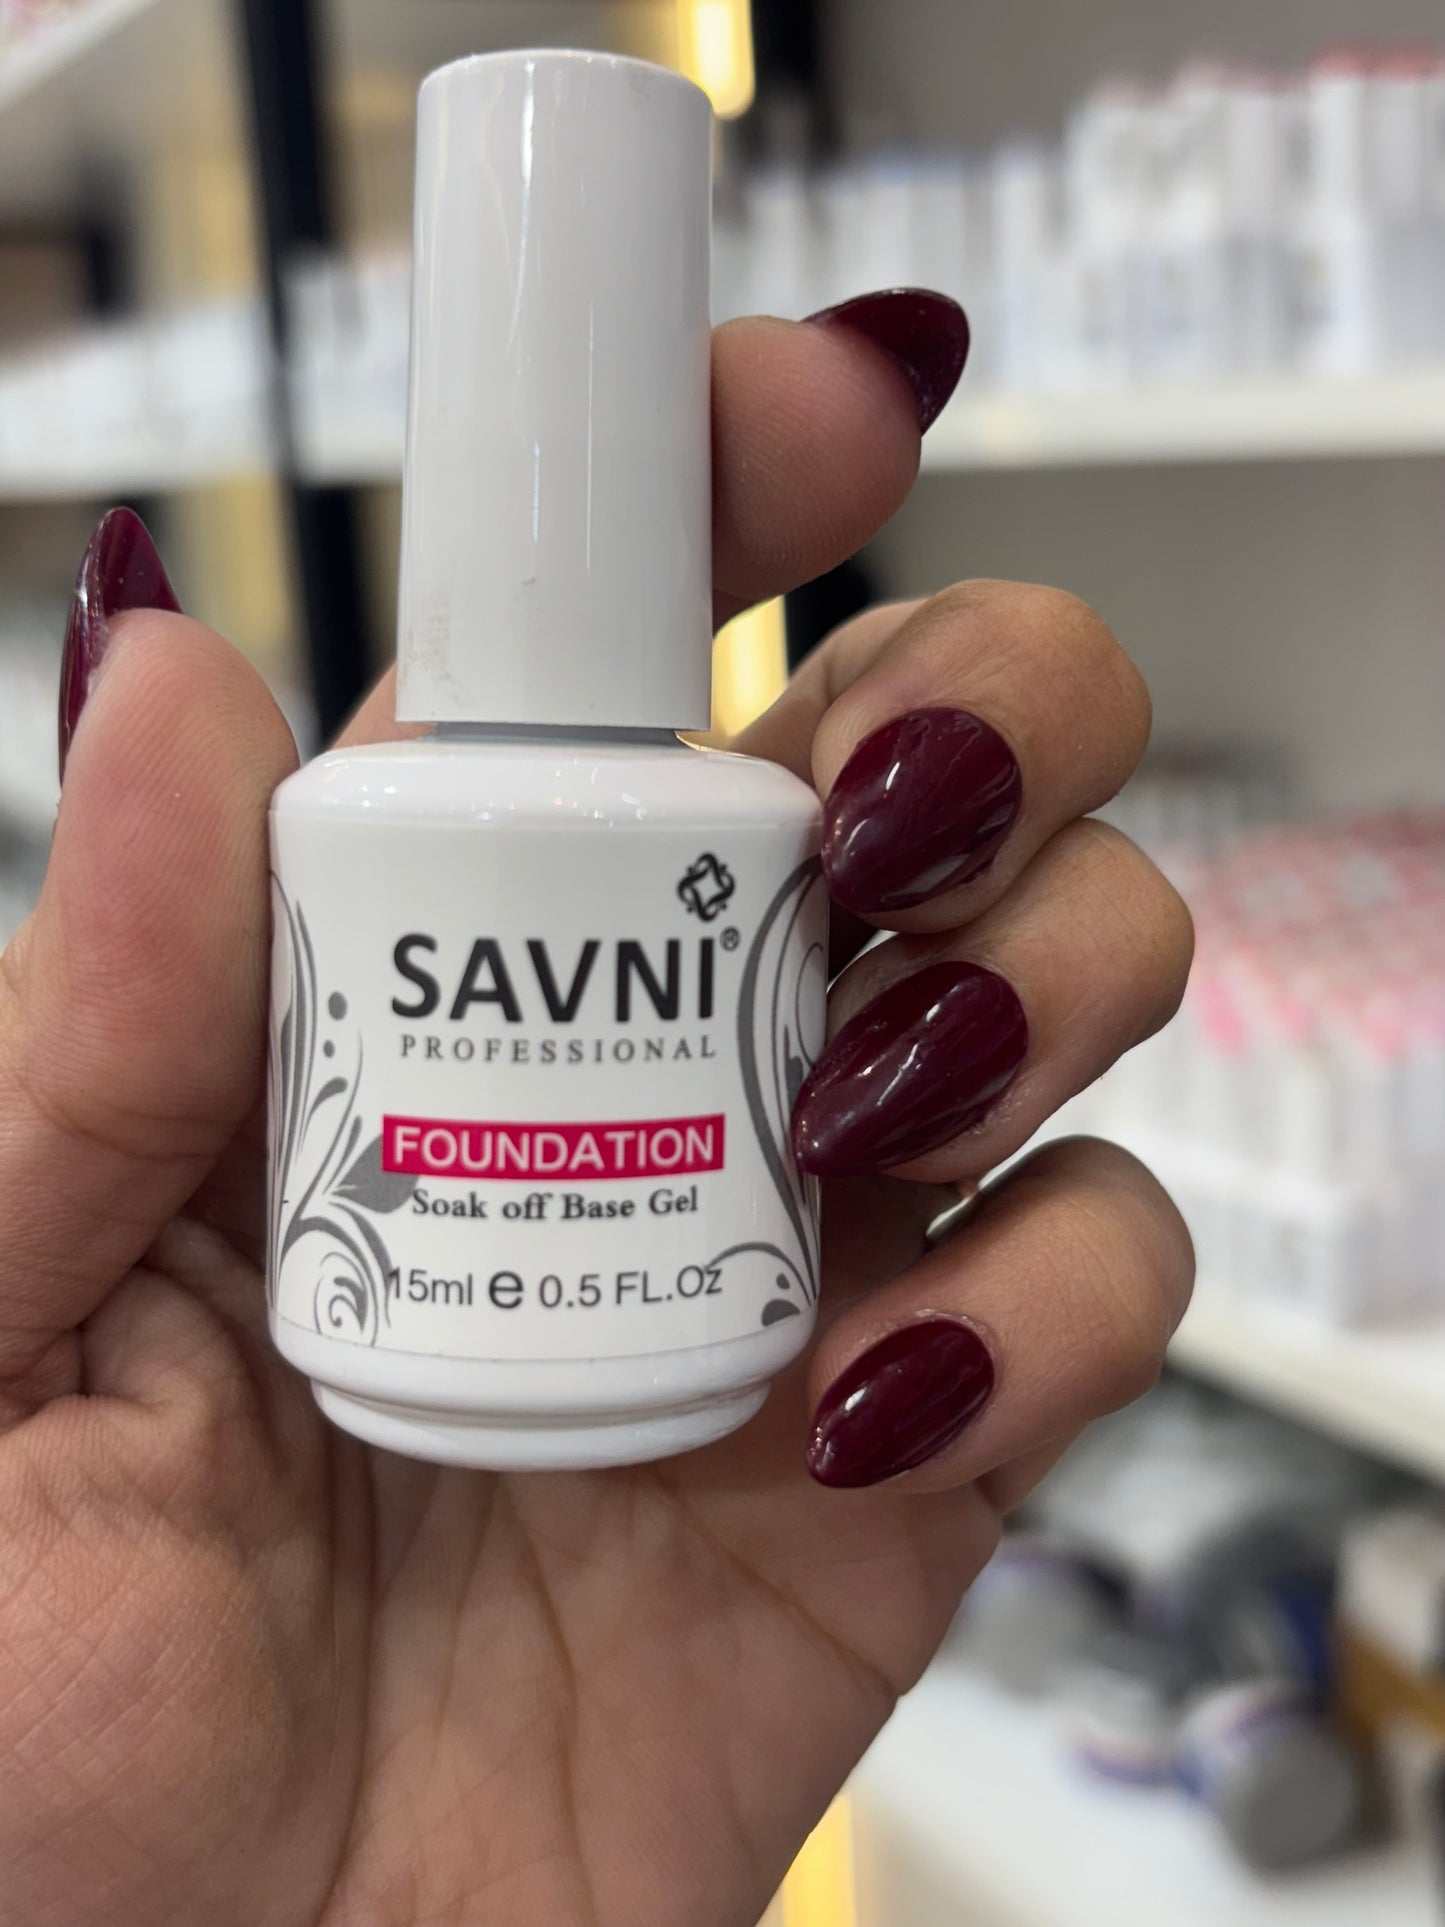 SAVNI®
PROFESSIONAL
FOUNDATION
Soak off Base Gel
15ml e 0.5 FL.Oz